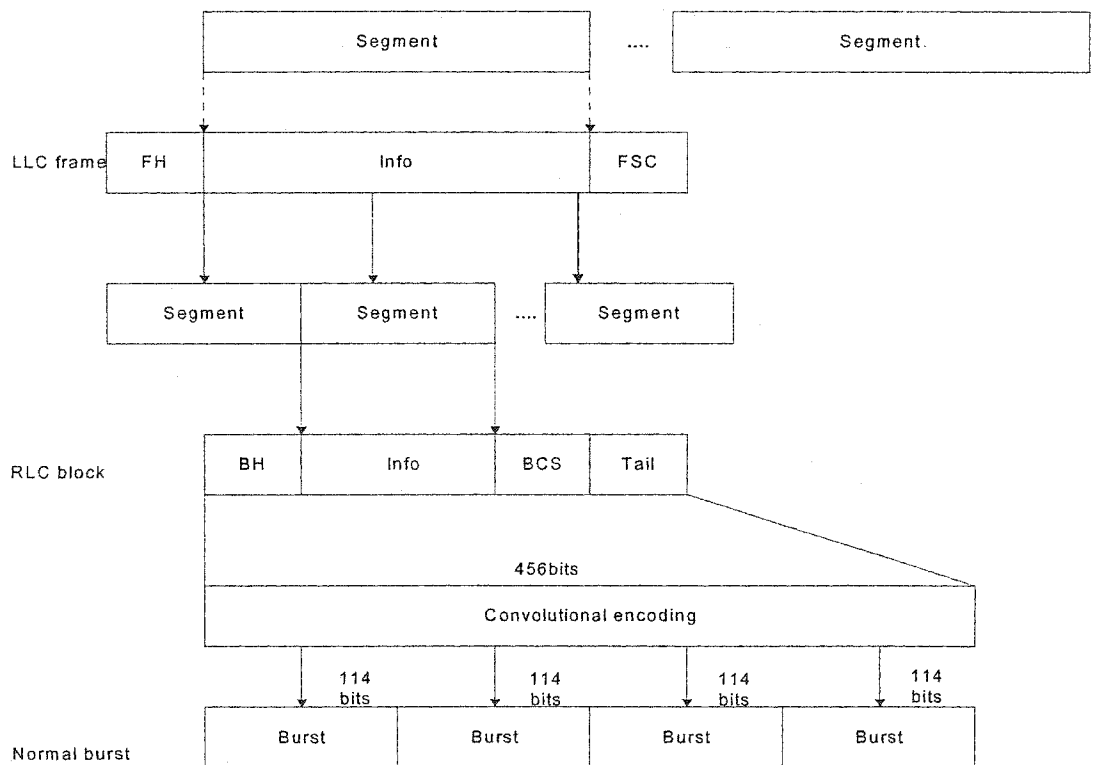 Segment .... Segment.
LLC frame FH Info FSC
Segment Segment .... Segment
RLC block BH Info BCS Tail
456bits
Convolutional encoding
114 bits 114 bits 114 bits 114 bits
Normal burst Burst Burst Burst Burst